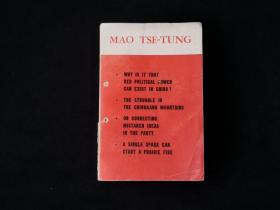 MAO TSE-TUNG
• WHY IS IT THAT
RED POLITICAL POWER
CAN EXIST IN CHINA?
• THE STRUGGLE IN
THE CHINGKANG MOUNTAINS
• ON CORRECTING
MISTAKEN IDEAS
IN THE PARTY
• A SINGLE SPARK CAN
START A PRAIRIE FIRE